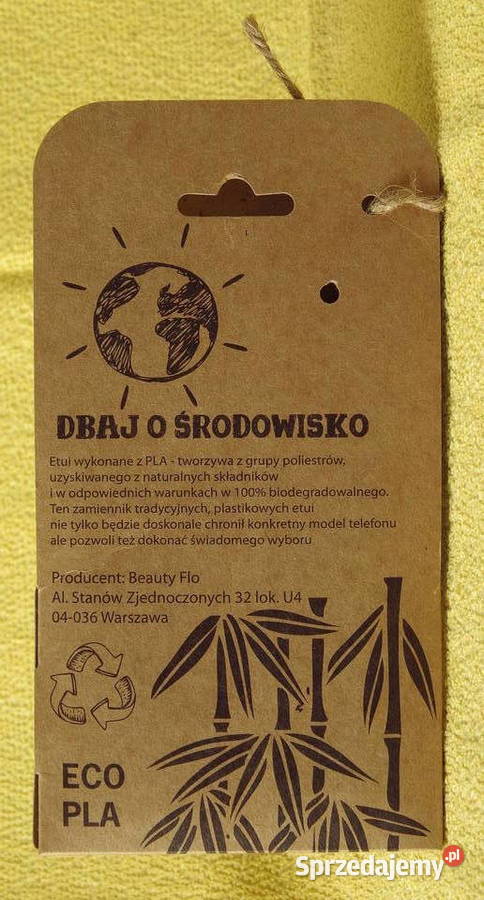 DBAJ O ŚRODOWISKO
Etui wykonane z PLA - tworzywa z grupy poliestrów,
uzyskiwanego z naturalnych składników
i w odpowiednich warunkach w 100% biodegradowalnego.
Ten zamiennik tradycyjnych, plastikowych etui
nie tylko będzie doskonale chronił konkretny model telefonu
ale pozwoli też dokonać świadomego wyboru
Producent: Beauty Flo
Al. Stanów Zjednoczonych 32 lok. U4
04-036 Warszawa
ECO
PLA
Sprzedajemy.pl